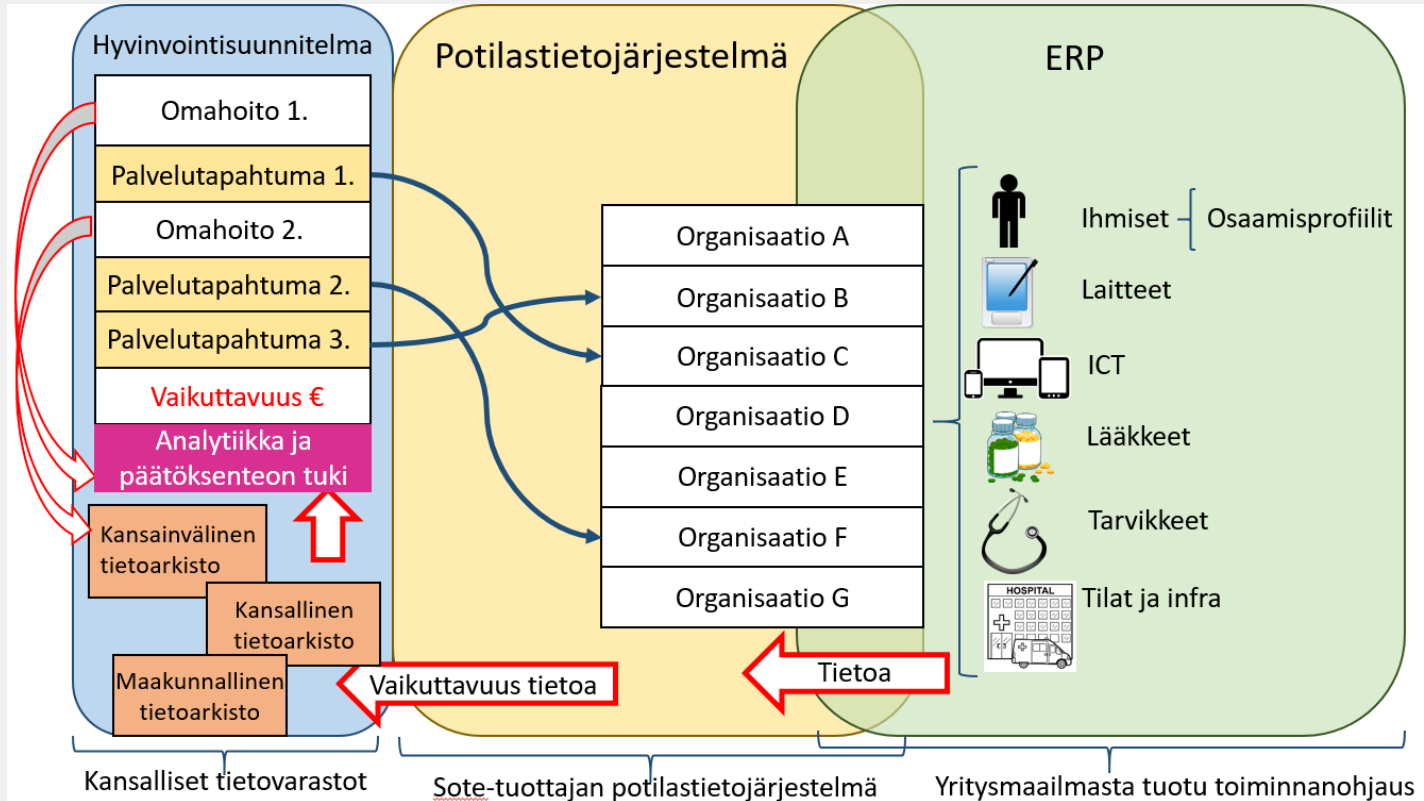 Hyvinvointisuunnitelma
Omahoito 1.
Palvelutapahtuma 1.
Omahoito 2.
Palvelutapahtuma 2.
Palvelutapahtuma 3.
Vaikuttavuus €
Analytiikka ja
päätöksenteon tuki
Kansainvälinen
tietoarkisto
Kansallinen
tietoarkisto
Maakunnallinen
tietoarkisto
Kansalliset tietovarastot
Potilastietojärjestelmä
Organisaatio A
Organisaatio B
Organisaatio C
Organisaatio D
Organisaatio E
Organisaatio F
Organisaatio G
Vaikuttavuus tietoa
Tietoa
Sote-tuottajan potilastietojärjestelmä
ERP
Ihmiset
Osaamisprofiilit
Laitteet
ICT
Lääkkeet
Tarvikkeet
HOSPITAL
Tilat ja infra
Yritysmaailmasta tuotu toiminnanohjaus